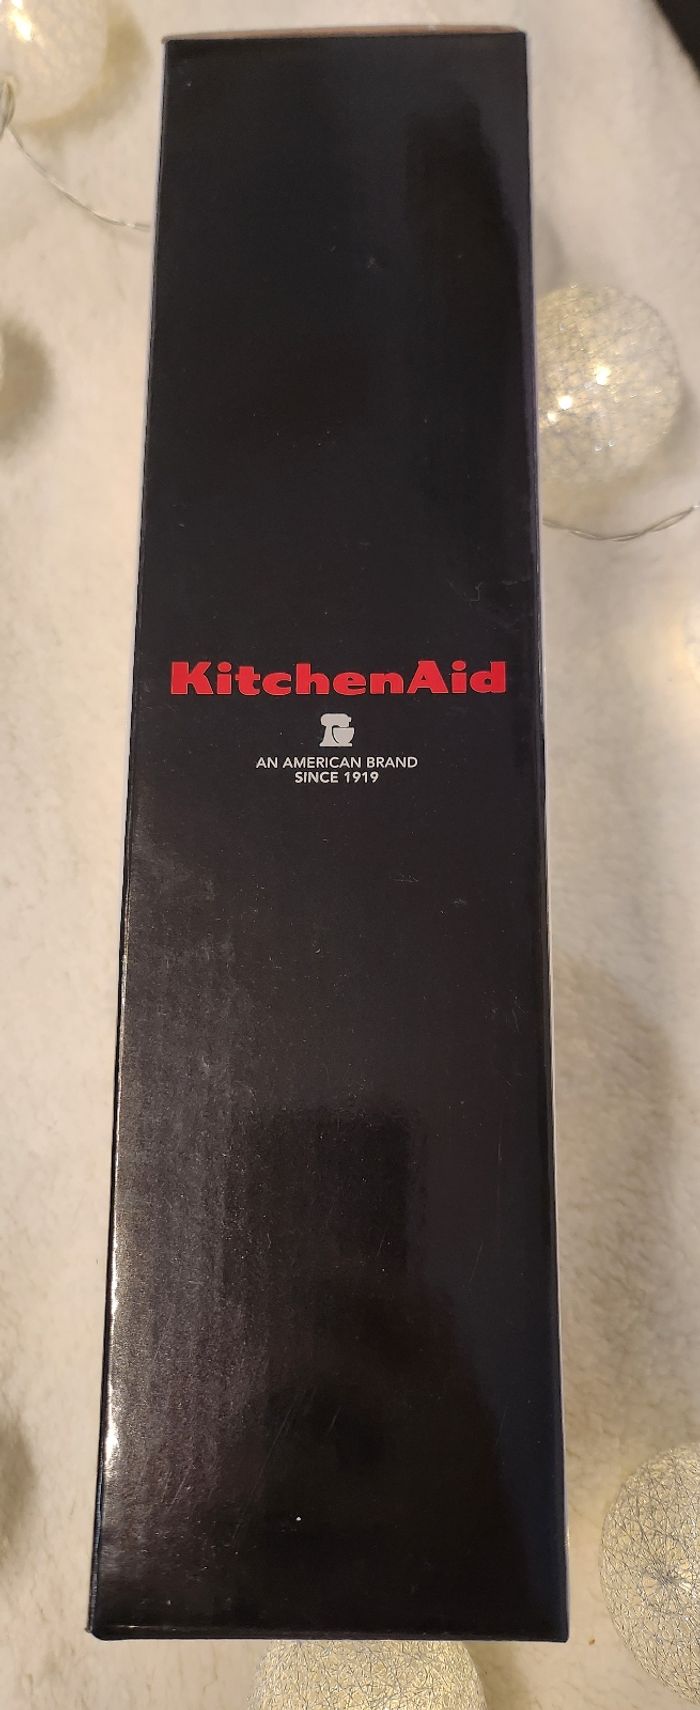 KitchenAid
AN AMERICAN BRAND
SINCE 1919